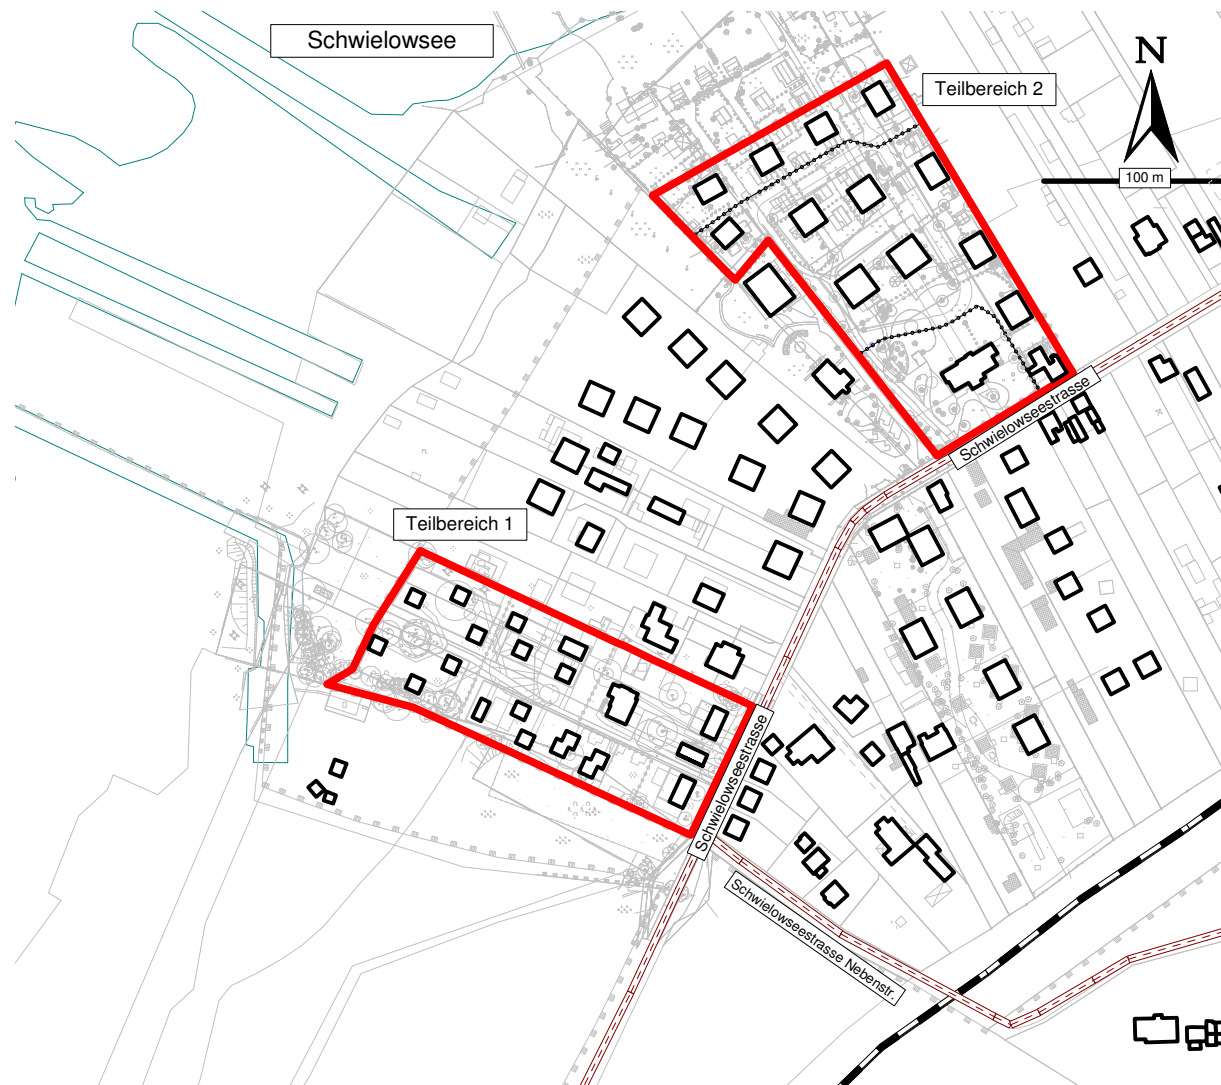 Schwielowsee
N
Teilbereich 2
100 m
Schwielowseestrasse
Teilbereich 1
Schwielowseestrasse
Schwielowseestrasse Nebenstr.